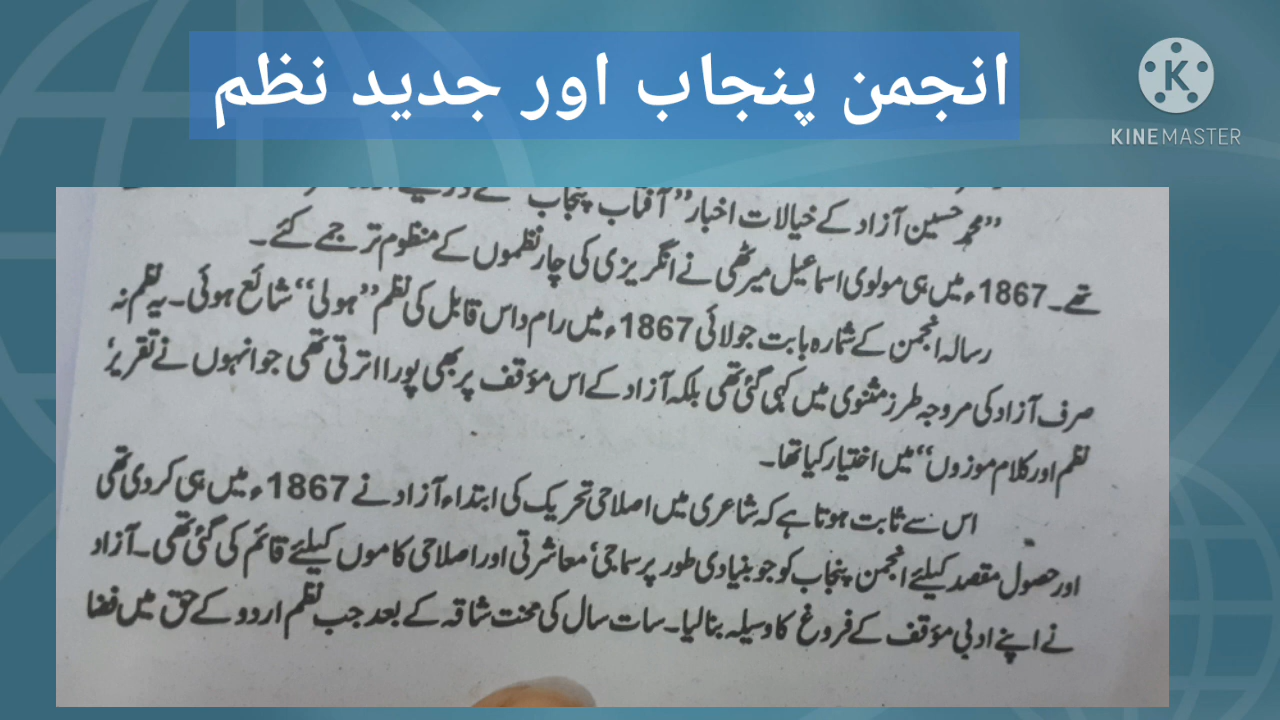 انجمن پنجاب اور جدید نظم
KINEMASTER
”محمد حسین آزاد کے خیالات اخبار ”آفتاب پنجاب“ کے ذریعے
تھے۔ 1867ء میں ہی مولوی اسماعیل میرٹھی نے انگریزی کی چار نظموں کے منظوم ترجمے کئے۔
رسالہ انجمن کے شمارہ بابت جولائی 1867ء میں رام داس قابل کی نظم ”ہولی“ شائع ہوئی۔ یہ نظم نہ
صرف آزاد کی مروجہ طرز مثنوی میں کہی گئی تھی بلکہ آزاد کے اس مؤقف پر بھی پورا اترتی تھی جو انہوں نے تقریر ’
نظم اور کلام موزوں“ میں اختیار کیا تھا۔
اس سے ثابت ہوتا ہے کہ شاعری میں اصلاحی تحریک کی ابتداء آزاد نے 1867ء میں ہی کر دی تھی
اور حصول مقصد کیلئے انجمن پنجاب کو جو بنیادی طور پر سماجی‘ معاشرتی اور اصلاحی کاموں کیلئے قائم کی گئی تھی۔ آزاد
نے اپنے ادبی مؤقف کے فروغ کا وسیلہ بنا لیا۔ سات سال کی محنت شاقہ کے بعد جب نظم اردو کے حق میں فضا